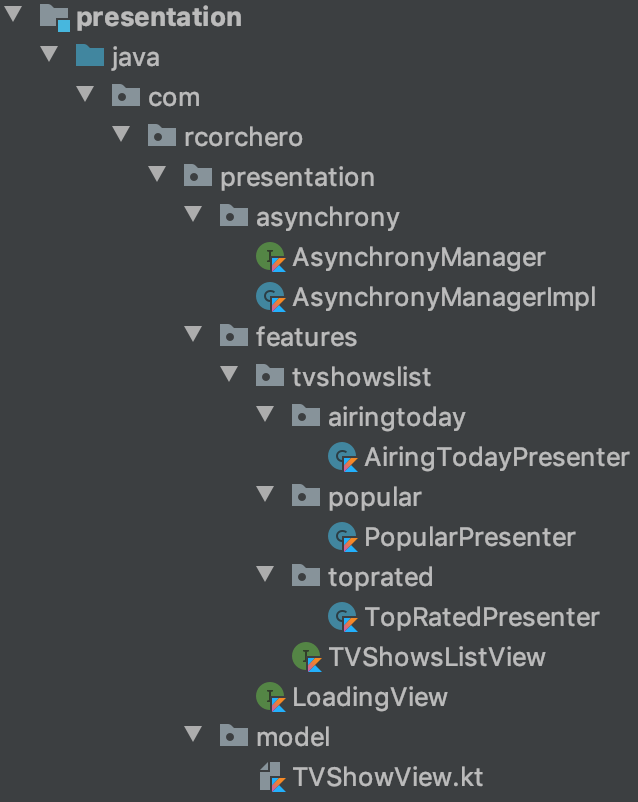 presentation
java
com
rcorchero
presentation
asynchrony
AsynchronyManager
AsynchronyManagerImpl
features
tvshowslist
airingtoday
AiringTodayPresenter
popular
PopularPresenter
toprated
TopRatedPresenter
TVShowsListView
LoadingView
model
TVShowView.kt